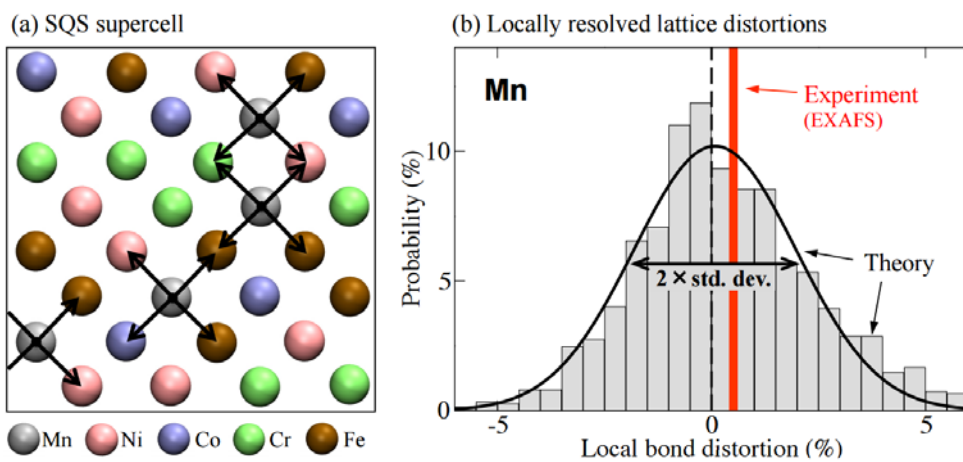 (a) SQS supercell
Mn Ni Co Cr Fe
(b) Locally resolved lattice distortions
Mn
Experiment
(EXAFS)
Theory
2 × std. dev.
Probability (%)
10
5
0
-5 0 5
Local bond distortion (%)